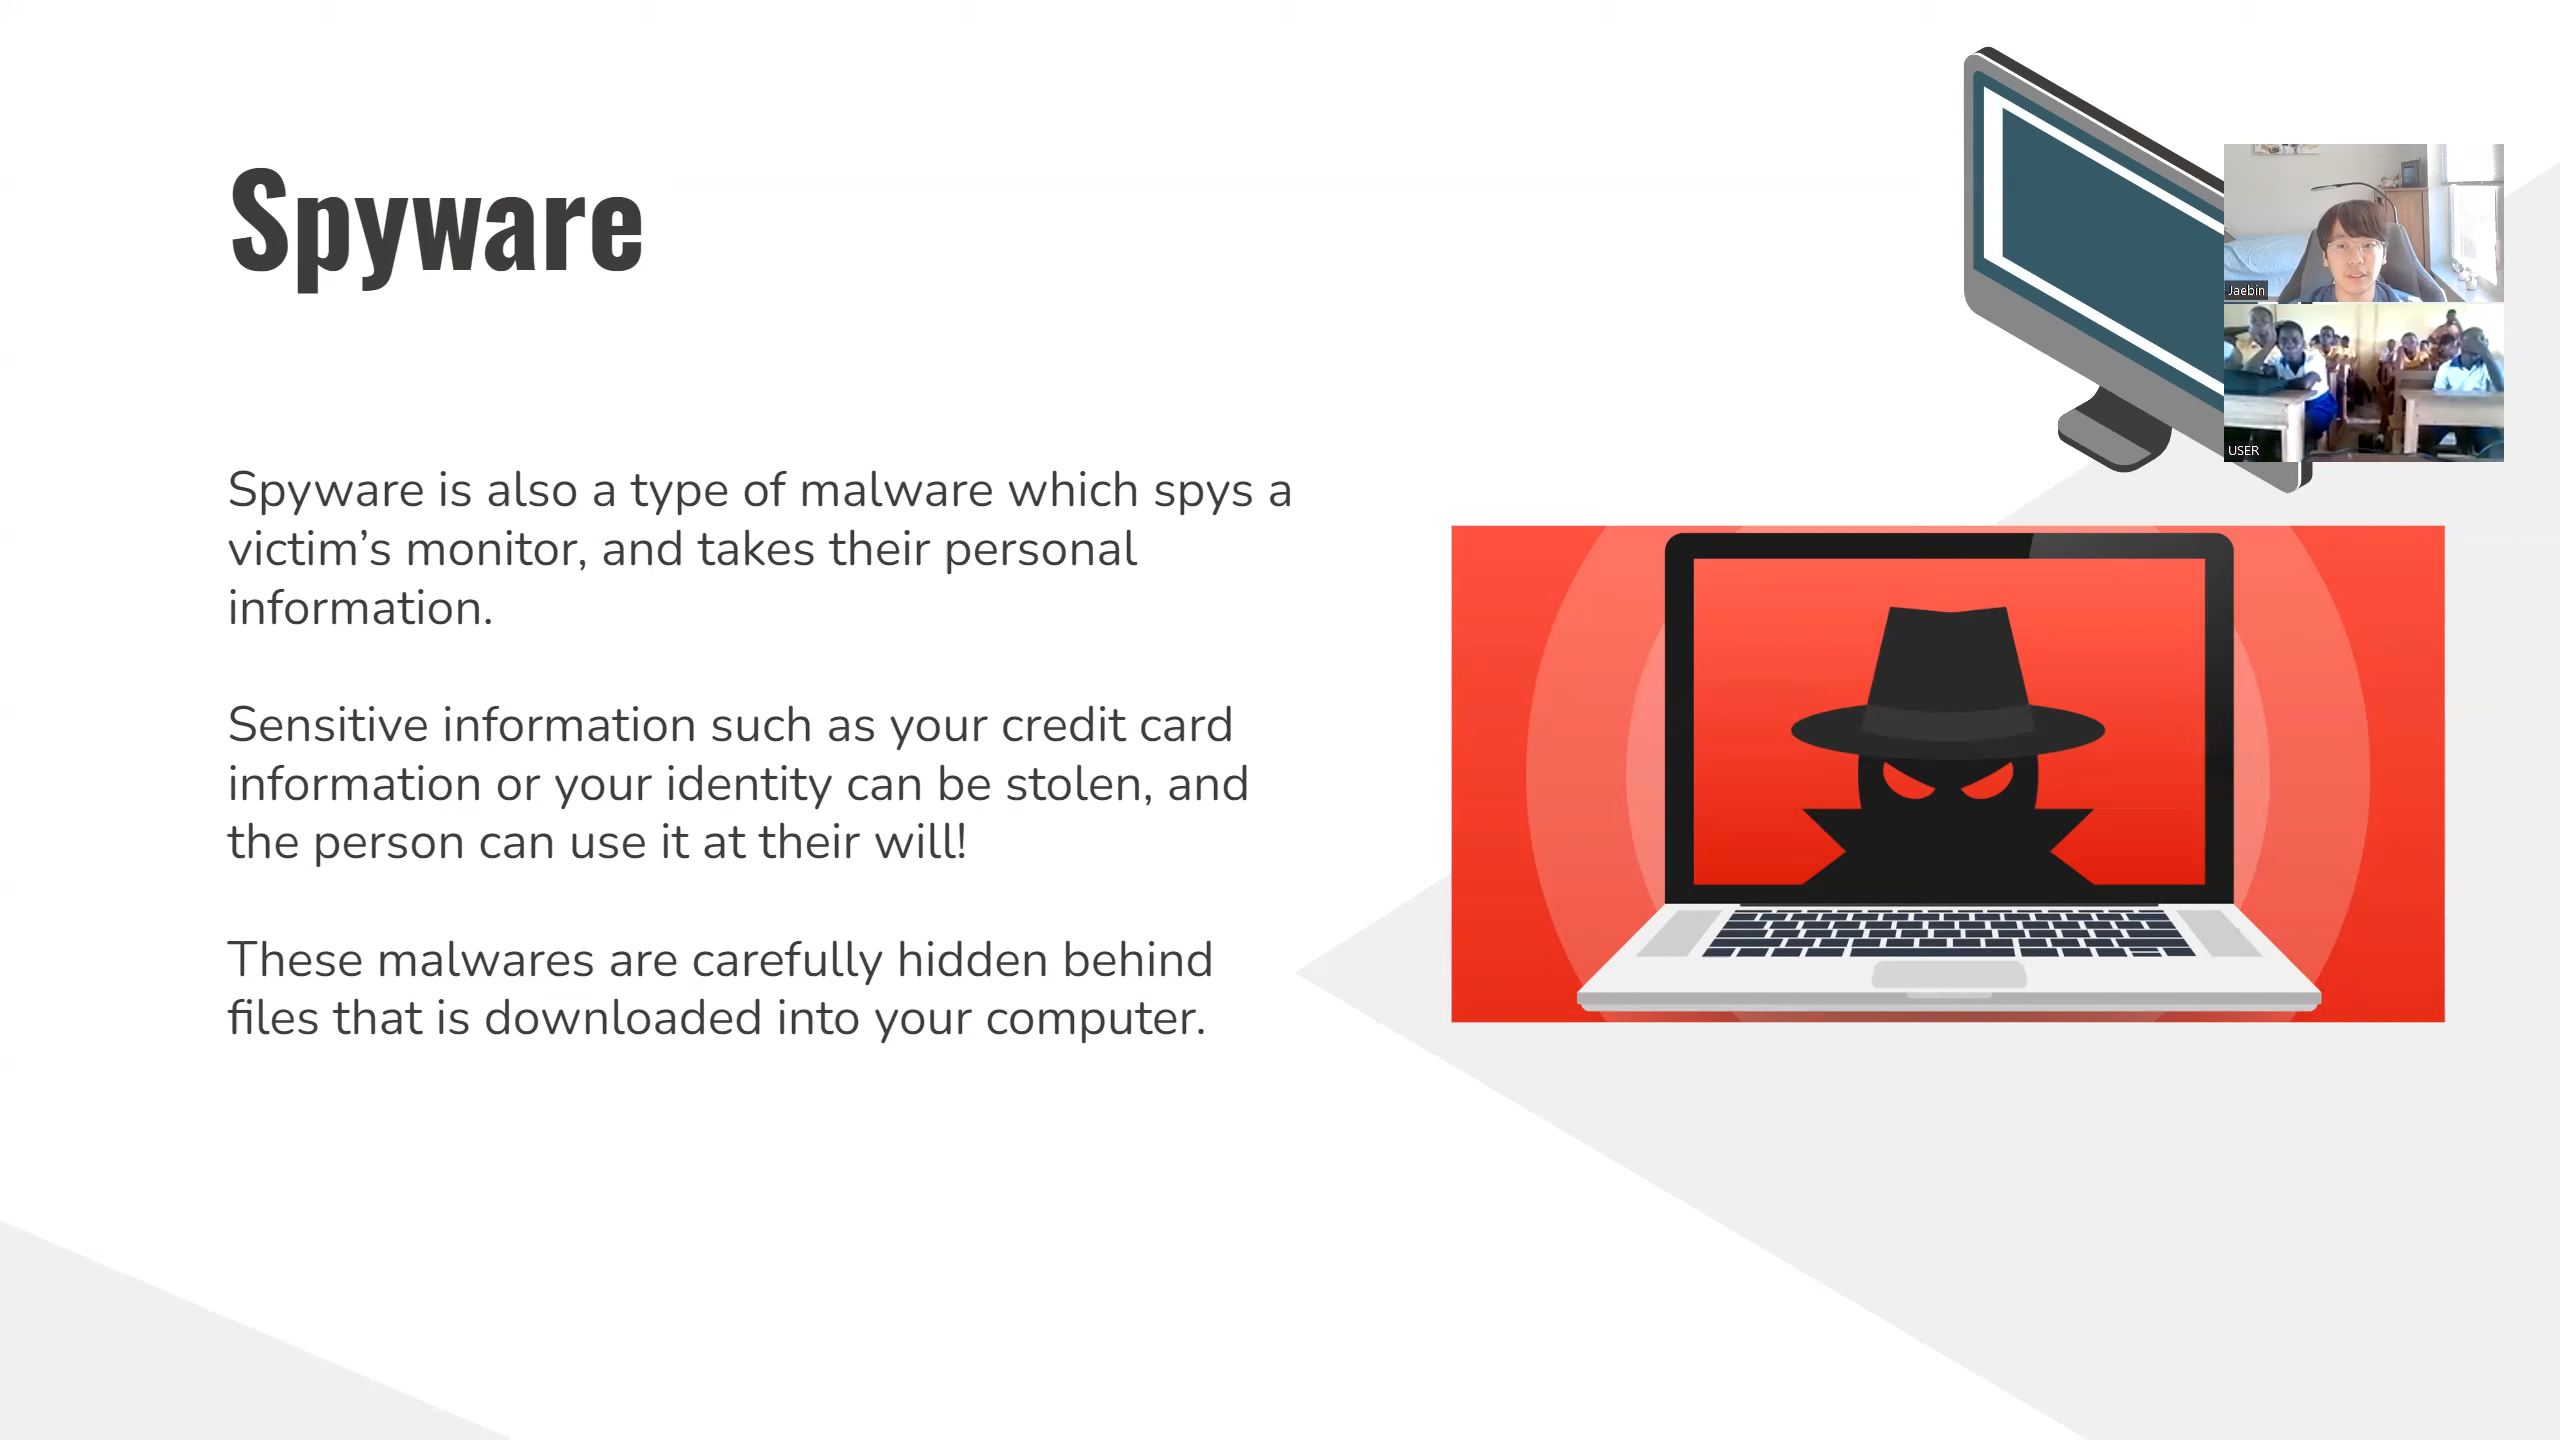 Spyware
Spyware is also a type of malware which spys a
victim’s monitor, and takes their personal
information.
Sensitive information such as your credit card
information or your identity can be stolen, and
the person can use it at their will!
These malwares are carefully hidden behind
files that is downloaded into your computer.
Jaebin
USER